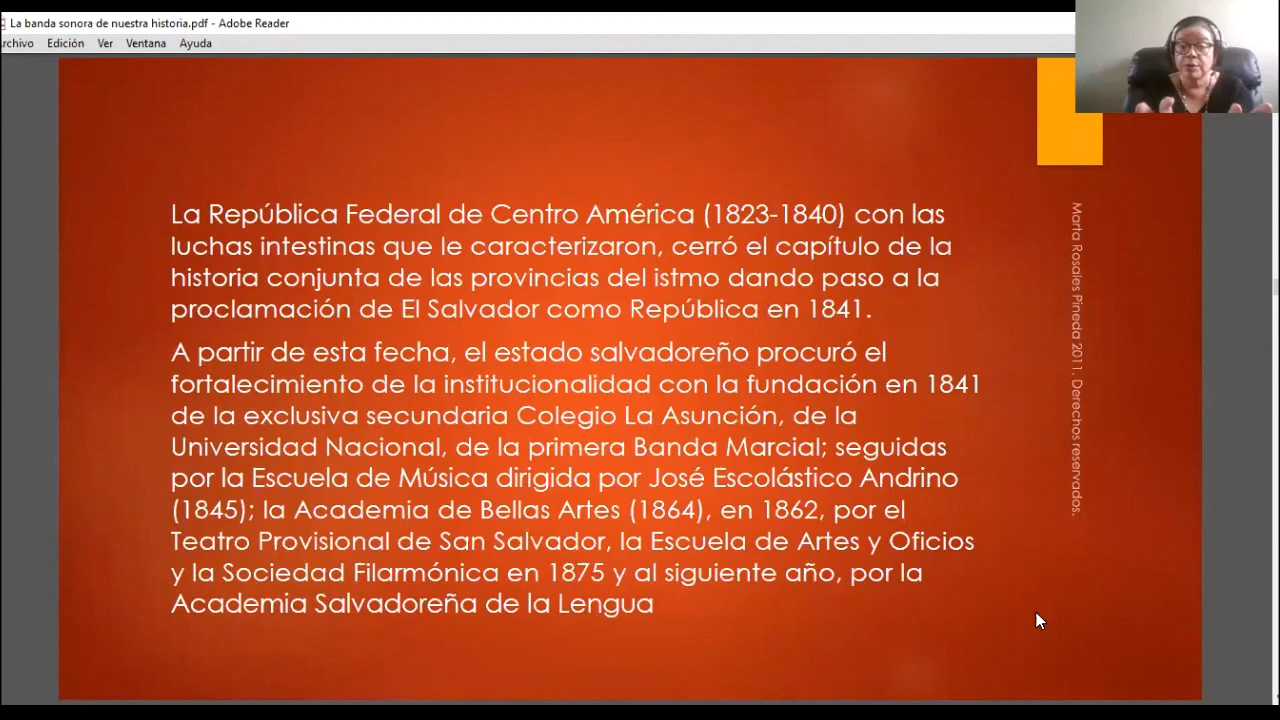 La banda sonora de nuestra historia.pdf - Adobe Reader
rchivo Edición Ver Ventana Ayuda
La República Federal de Centro América (1823-1840) con las
luchas intestinas que le caracterizaron, cerró el capítulo de la
historia conjunta de las provincias del istmo dando paso a la
proclamación de El Salvador como República en 1841.
A partir de esta fecha, el estado salvadoreño procuró el
fortalecimiento de la institucionalidad con la fundación en 1841
de la exclusiva secundaria Colegio La Asunción, de la
Universidad Nacional, de la primera Banda Marcial; seguidas
por la Escuela de Música dirigida por José Escolástico Andrino
(1845); la Academia de Bellas Artes (1864), en 1862, por el
Teatro Provisional de San Salvador, la Escuela de Artes y Oficios
y la Sociedad Filarmónica en 1875 y al siguiente año, por la
Academia Salvadoreña de la Lengua
Marta Rosales Pineda 2011. Derechos reservados.